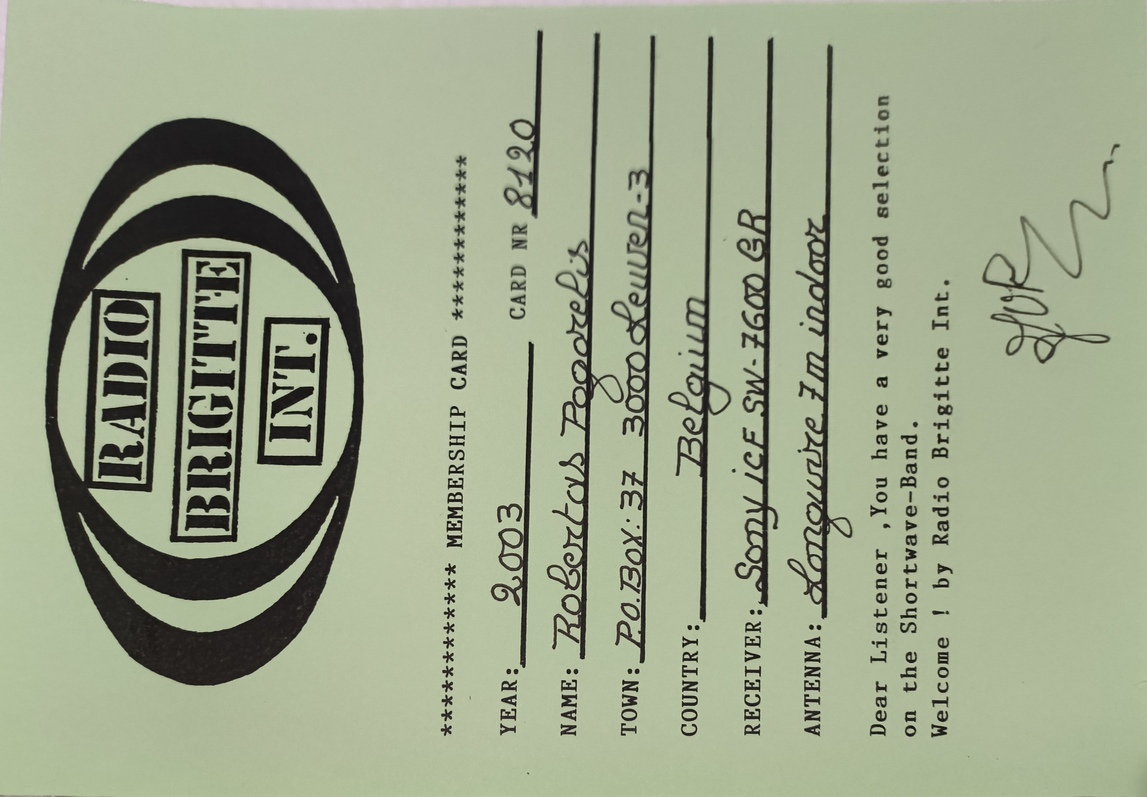 RADIO
BRIGITTE
INT.
*********** MEMBERSHIP CARD ***********
YEAR: 2003 CARD NR 8120
NAME: Robertas Pogorelis
TOWN: P.O.BOX: 37 3000 Leuven-3
COUNTRY: Belgium
RECEIVER: Sony iCF SW-7600 GR
ANTENNA: Longwire 7m indoor
Dear Listener ,You have a very good selection
on the Shortwave-Band.
Welcome ! by Radio Brigitte Int.